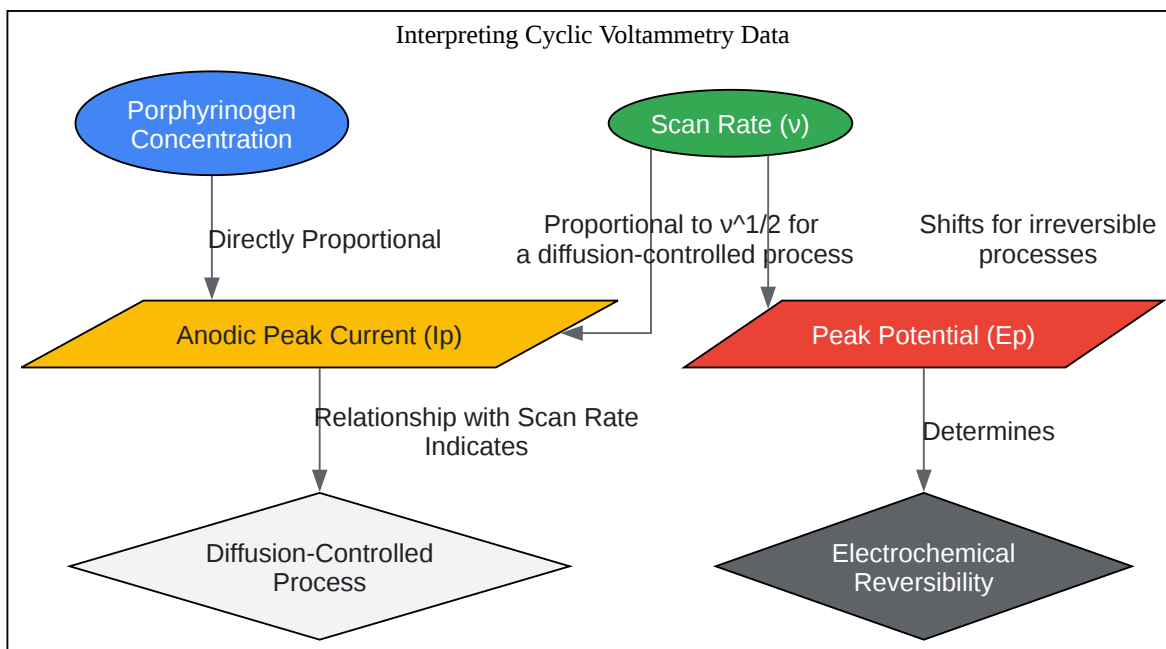 Interpreting Cyclic Voltammetry Data
Porphyrinogen
Concentration
Scan Rate (ν)
Directly Proportional
Proportional to ν^1/2 for
a diffusion-controlled process
Shifts for irreversible
processes
Anodic Peak Current (Ip)
Peak Potential (Ep)
Relationship with Scan Rate
Indicates
Determines
Diffusion-Controlled
Process
Electrochemical
Reversibility